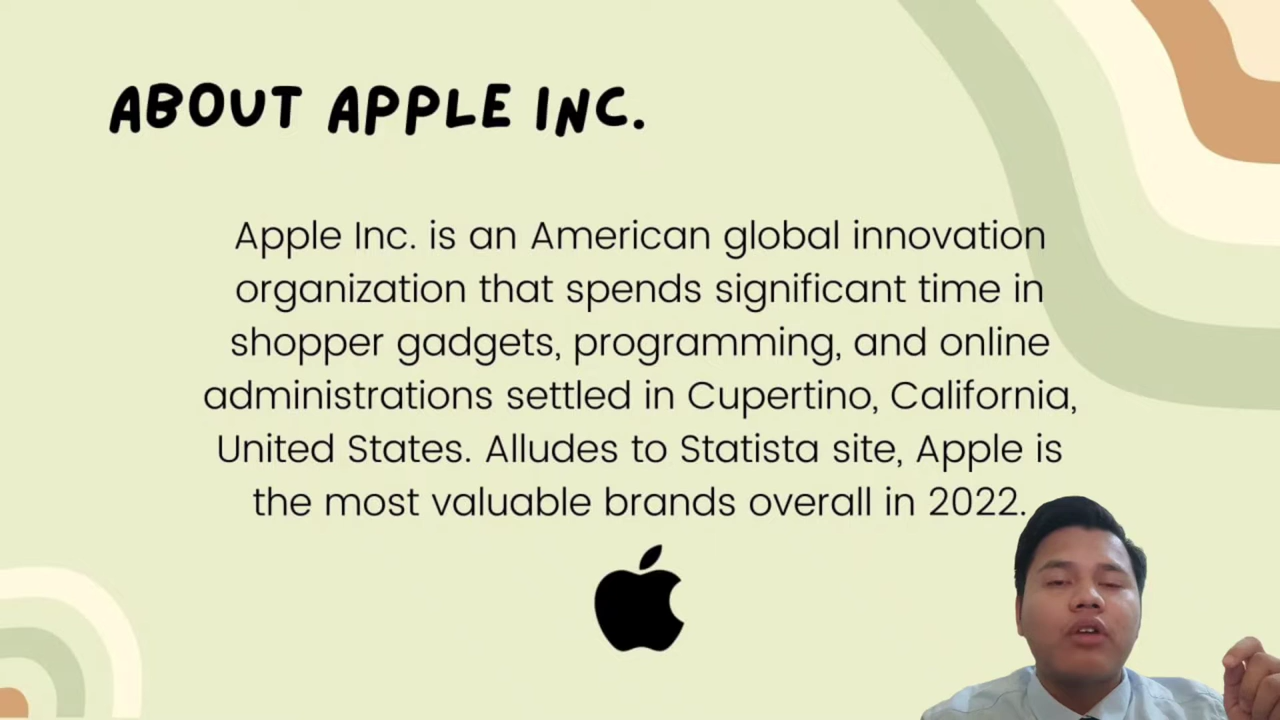 ABOUT APPLE INC.
Apple Inc. is an American global innovation
organization that spends significant time in
shopper gadgets, programming, and online
administrations settled in Cupertino, California,
United States. Alludes to Statista site, Apple is
the most valuable brands overall in 2022.